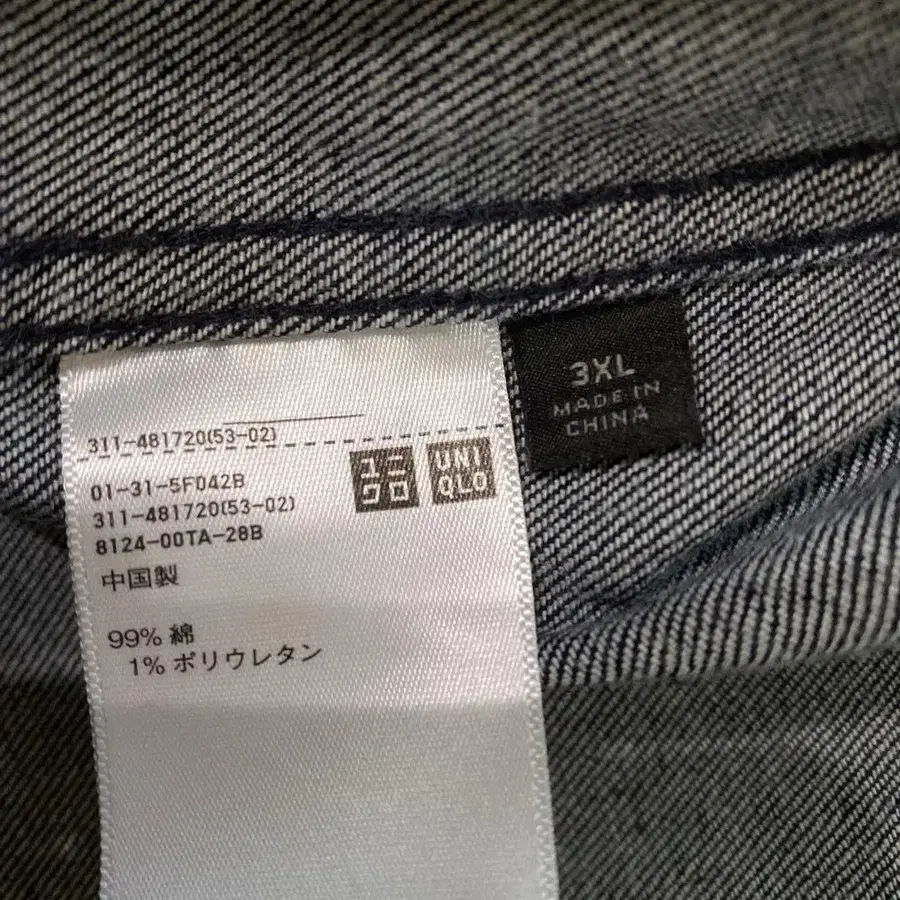 311-481720(53-02)
ユニ
クロ
UNI
QLO
01-31-5F042B
311-481720(53-02)
8124-00TA-28B
中国製
99% 綿
1% ポリウレタン
3XL
MADE IN
CHINA